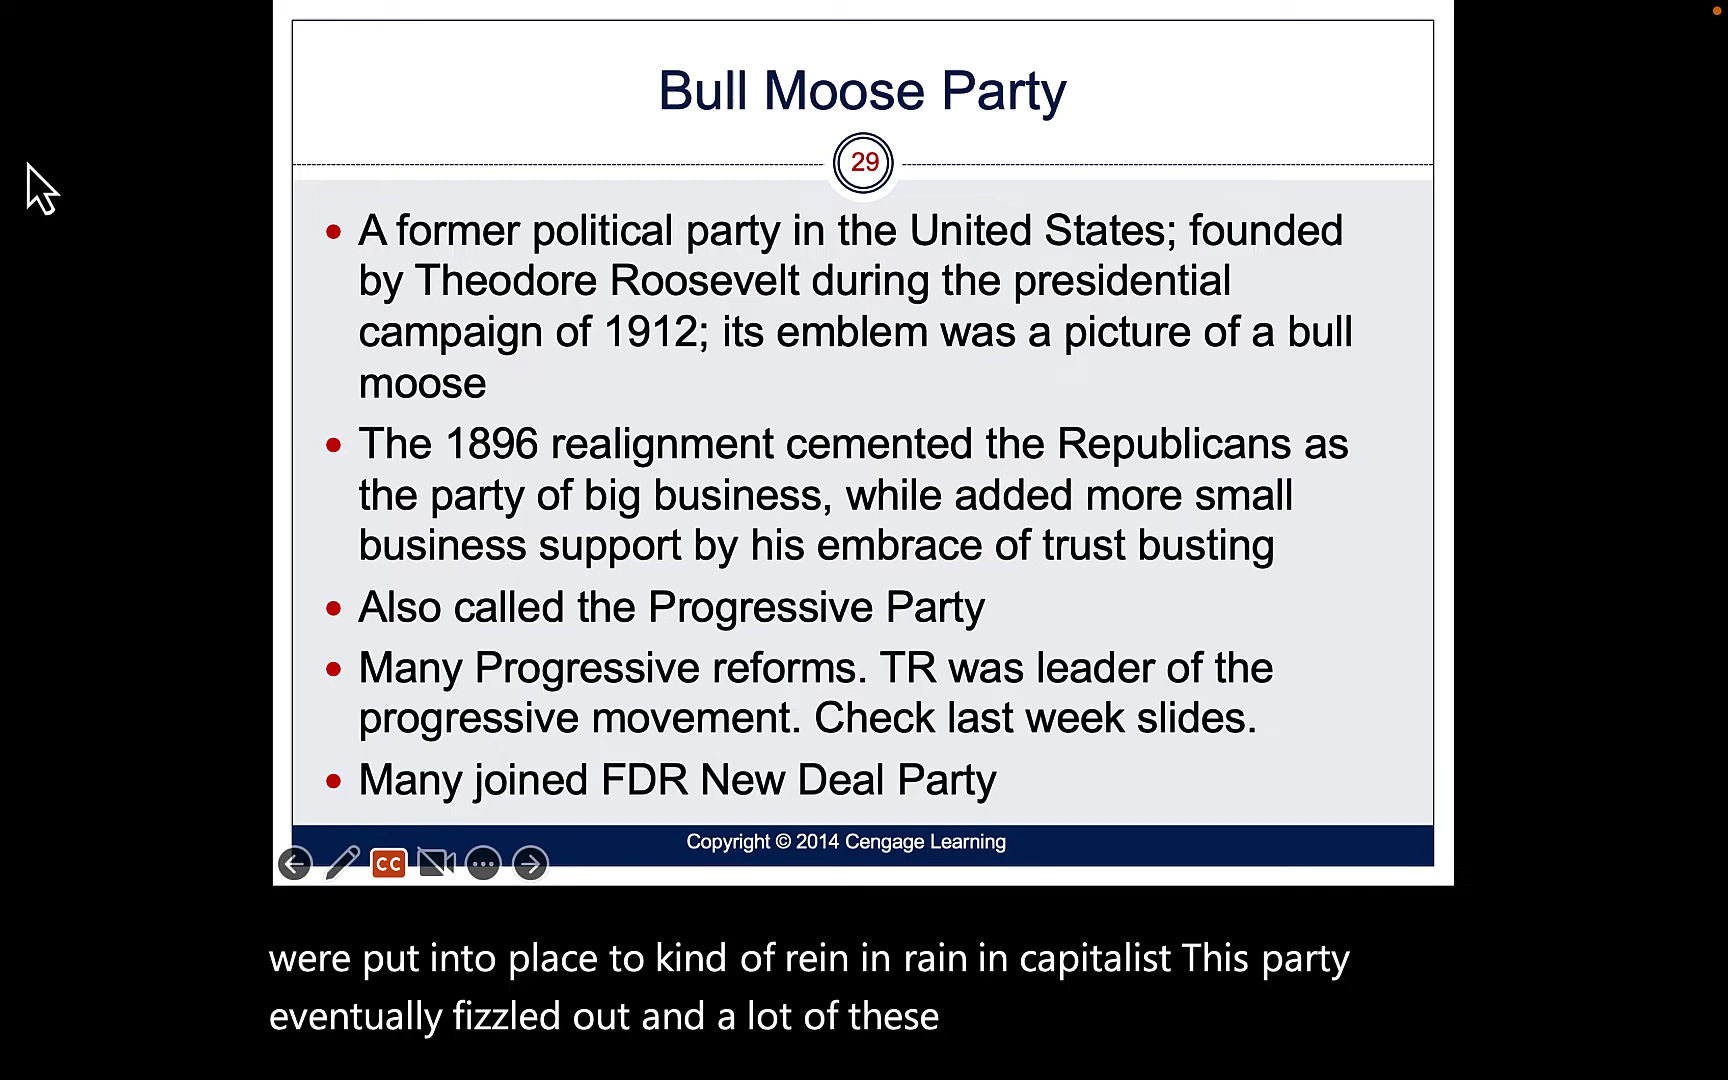 Bull Moose Party
29
• A former political party in the United States; founded
by Theodore Roosevelt during the presidential
campaign of 1912; its emblem was a picture of a bull
moose
• The 1896 realignment cemented the Republicans as
the party of big business, while added more small
business support by his embrace of trust busting
• Also called the Progressive Party
• Many Progressive reforms. TR was leader of the
progressive movement. Check last week slides.
• Many joined FDR New Deal Party
Copyright © 2014 Cengage Learning
CC
were put into place to kind of rein in rain in capitalist This party
eventually fizzled out and a lot of these